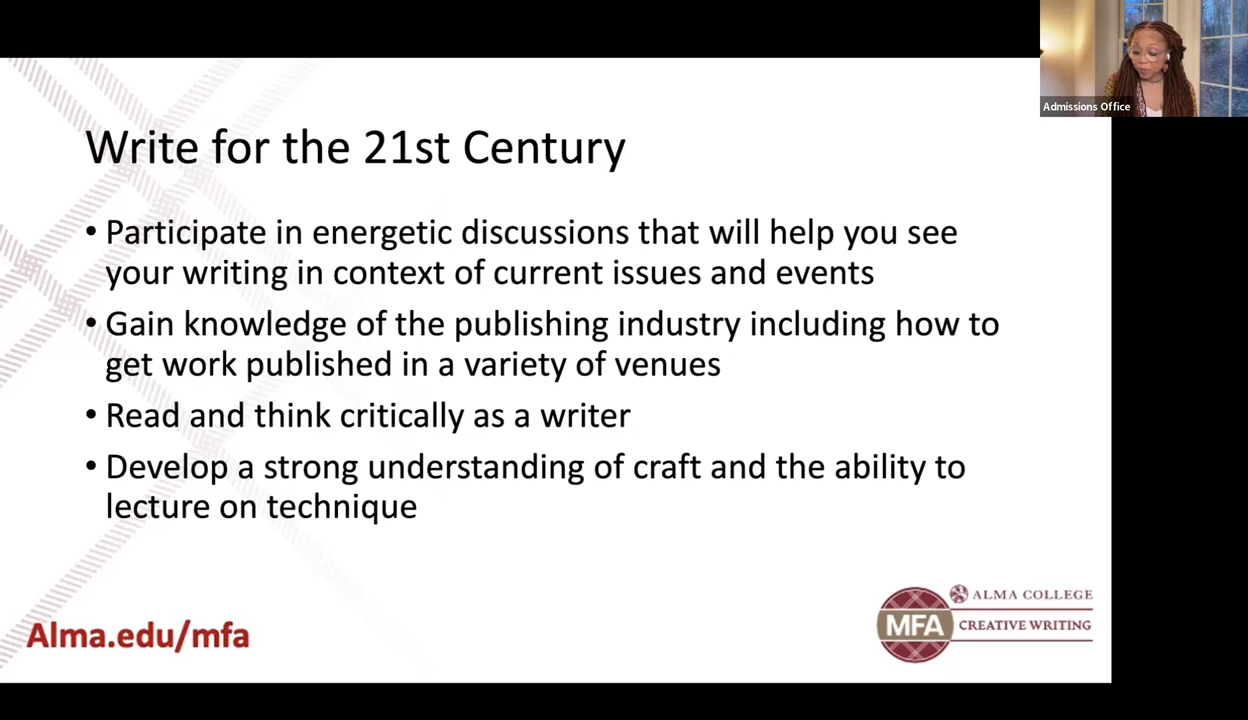 Admissions Office
Write for the 21st Century
• Participate in energetic discussions that will help you see
your writing in context of current issues and events
• Gain knowledge of the publishing industry including how to
get work published in a variety of venues
• Read and think critically as a writer
• Develop a strong understanding of craft and the ability to
lecture on technique
Alma.edu/mfa
ALMA COLLEGE
MFA CREATIVE WRITING